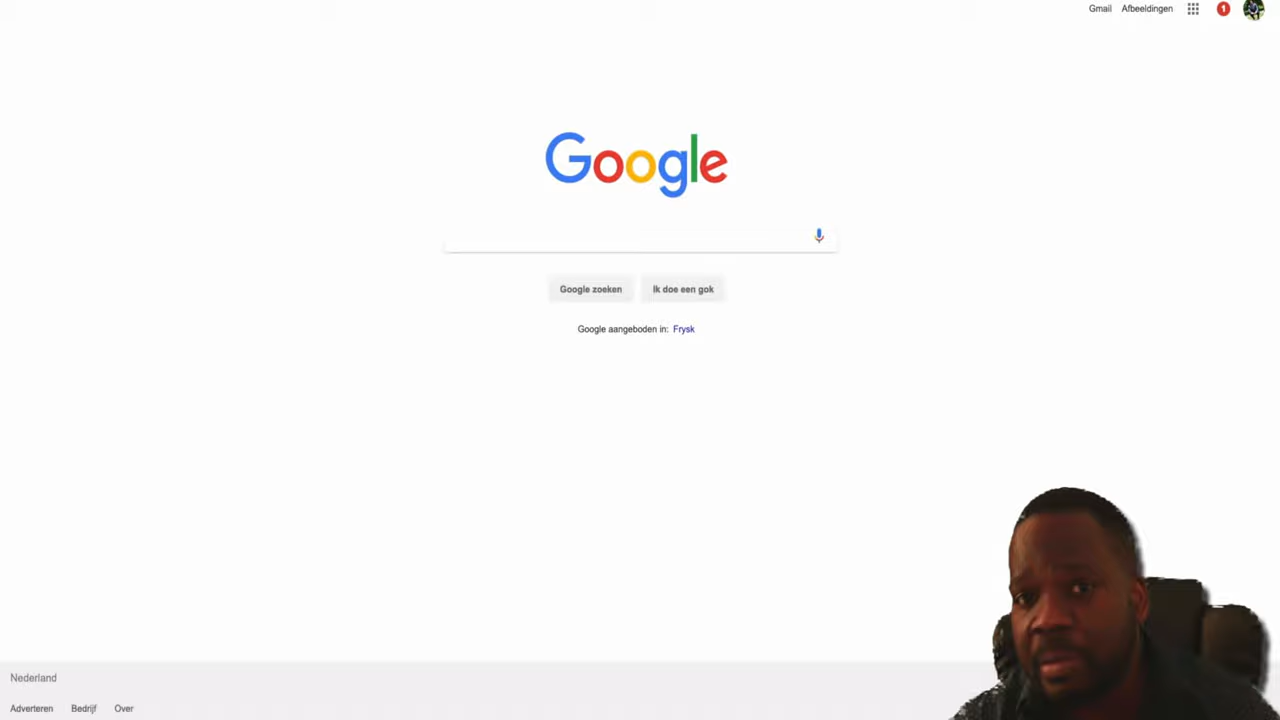 Gmail Afbeeldingen 1
Google
Google zoeken Ik doe een gok
Google aangeboden in: Frysk
Nederland
Adverteren Bedrijf Over